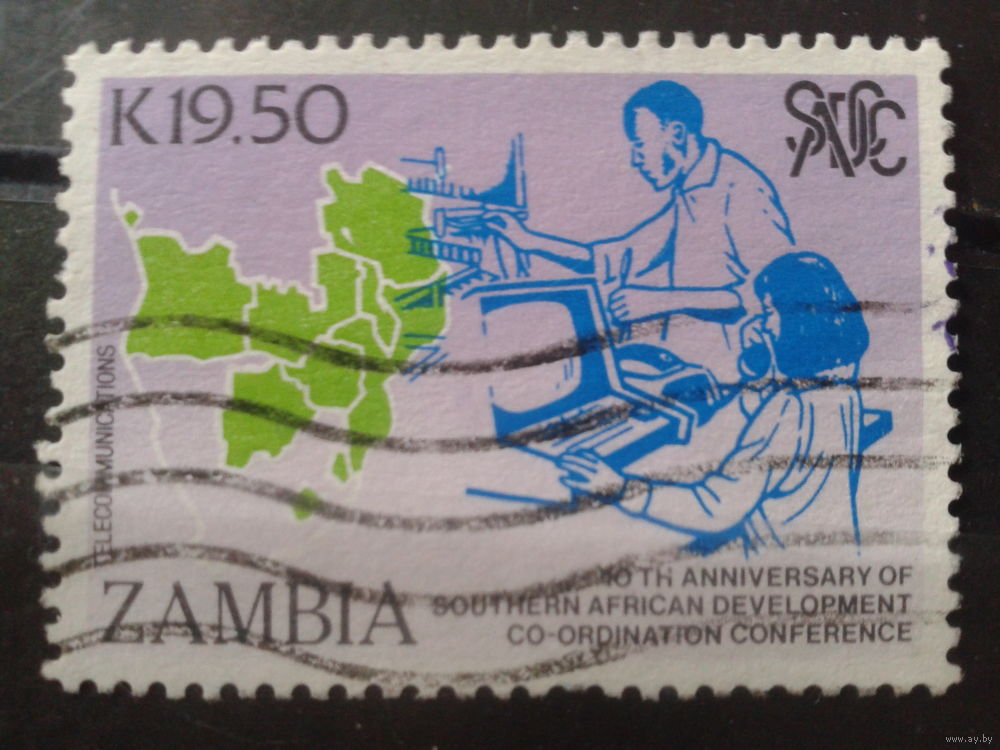 K19.50
SADCC
TELECOMMUNICATIONS
ZAMBIA
10TH ANNIVERSARY OF
SOUTHERN AFRICAN DEVELOPMENT
CO-ORDINATION CONFERENCE
www.ay.by